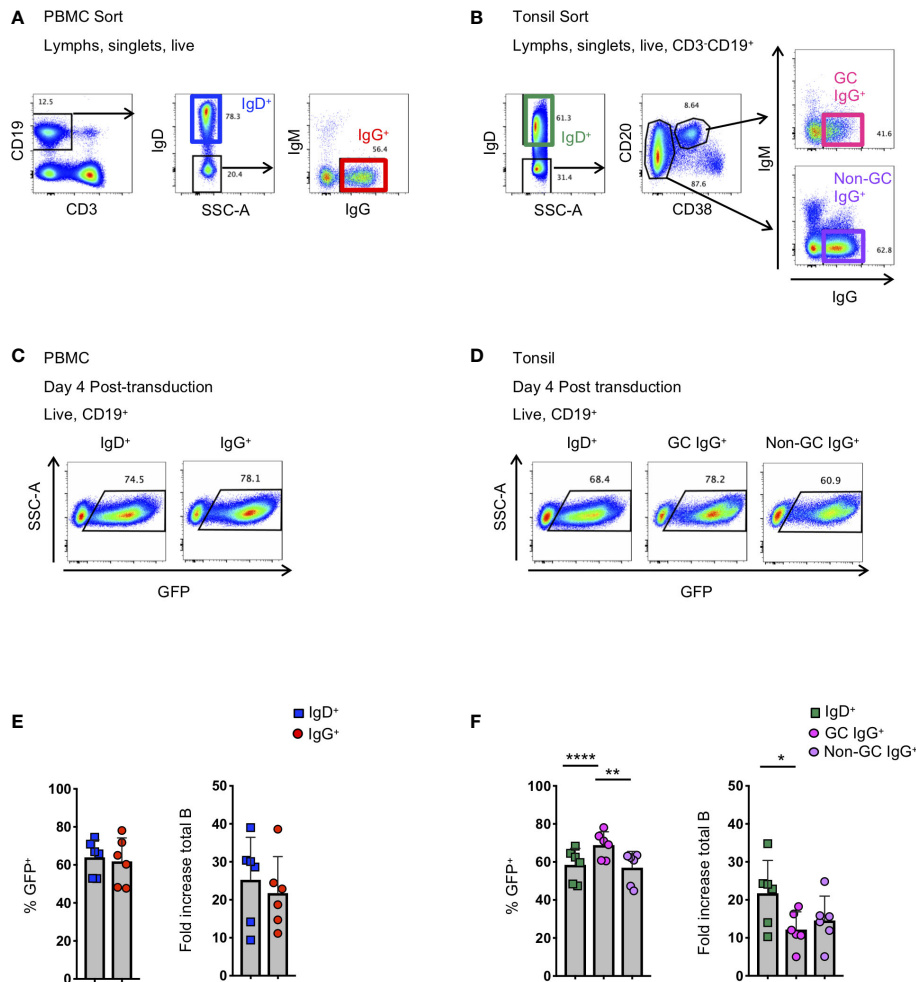 A PBMC Sort
Lymphs, singlets, live
12.5
CD19
CD3
IgD⁺
78.3
20.4
IgD
SSC-A
IgG⁺
56.4
IgM
IgG
B Tonsil Sort
Lymphs, singlets, live, CD3⁻CD19⁺
61.3
IgD⁺
31.4
IgD
SSC-A
8.64
87.6
CD20
CD38
GC
IgG⁺
41.6
IgM
Non-GC
IgG⁺
62.8
IgG
C PBMC
Day 4 Post-transduction
Live, CD19⁺
IgD⁺ IgG⁺
74.5 78.1
SSC-A
GFP
D Tonsil
Day 4 Post transduction
Live, CD19⁺
IgD⁺ GC IgG⁺ Non-GC IgG⁺
68.4 78.2 60.9
SSC-A
GFP
E
IgD⁺
IgG⁺
% GFP⁺
100
80
60
40
20
0
Fold increase total B
50
40
30
20
10
0
F
IgD⁺
GC IgG⁺
Non-GC IgG⁺
**** **
% GFP⁺
100
80
60
40
20
0
*
Fold increase total B
50
40
30
20
10
0